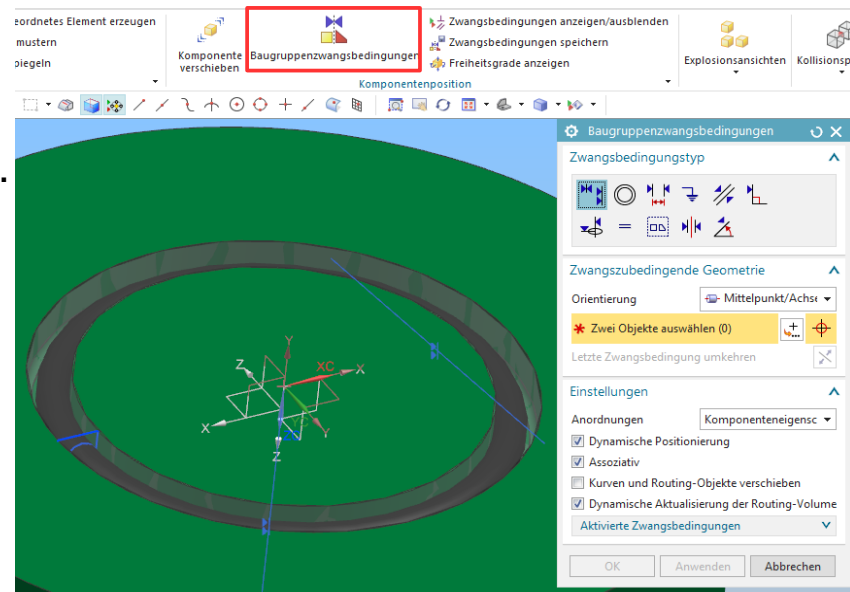 eordnetes Element erzeugen
mustern
piegeln
Komponente
verschieben
Baugruppenzwangsbedingungen
Zwangsbedingungen anzeigen/ausblenden
Zwangsbedingungen speichern
Freiheitsgrade anzeigen
Explosionsansichten
Kollisionsp
Komponentenposition
.
Baugruppenzwangsbedingungen
Zwangsbedingungstyp
Zwangszubedingende Geometrie
Orientierung
Mittelpunkt/Achse
Zwei Objekte auswählen (0)
Letzte Zwangsbedingung umkehren
Einstellungen
Anordnungen
Komponenteneigensc
Dynamische Positionierung
Assoziativ
Kurven und Routing-Objekte verschieben
Dynamische Aktualisierung der Routing-Volume
Aktivierte Zwangsbedingungen
OK
Anwenden
Abbrechen
Y
Z
XC
X
YC
X
Y
Z